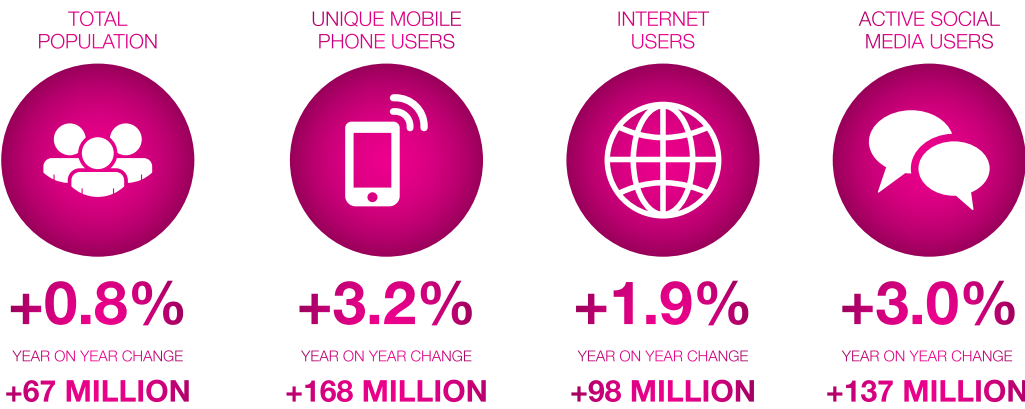 TOTAL
POPULATION
+0.8%
YEAR ON YEAR CHANGE
+67 MILLION
UNIQUE MOBILE
PHONE USERS
+3.2%
YEAR ON YEAR CHANGE
+168 MILLION
INTERNET
USERS
+1.9%
YEAR ON YEAR CHANGE
+98 MILLION
ACTIVE SOCIAL
MEDIA USERS
+3.0%
YEAR ON YEAR CHANGE
+137 MILLION